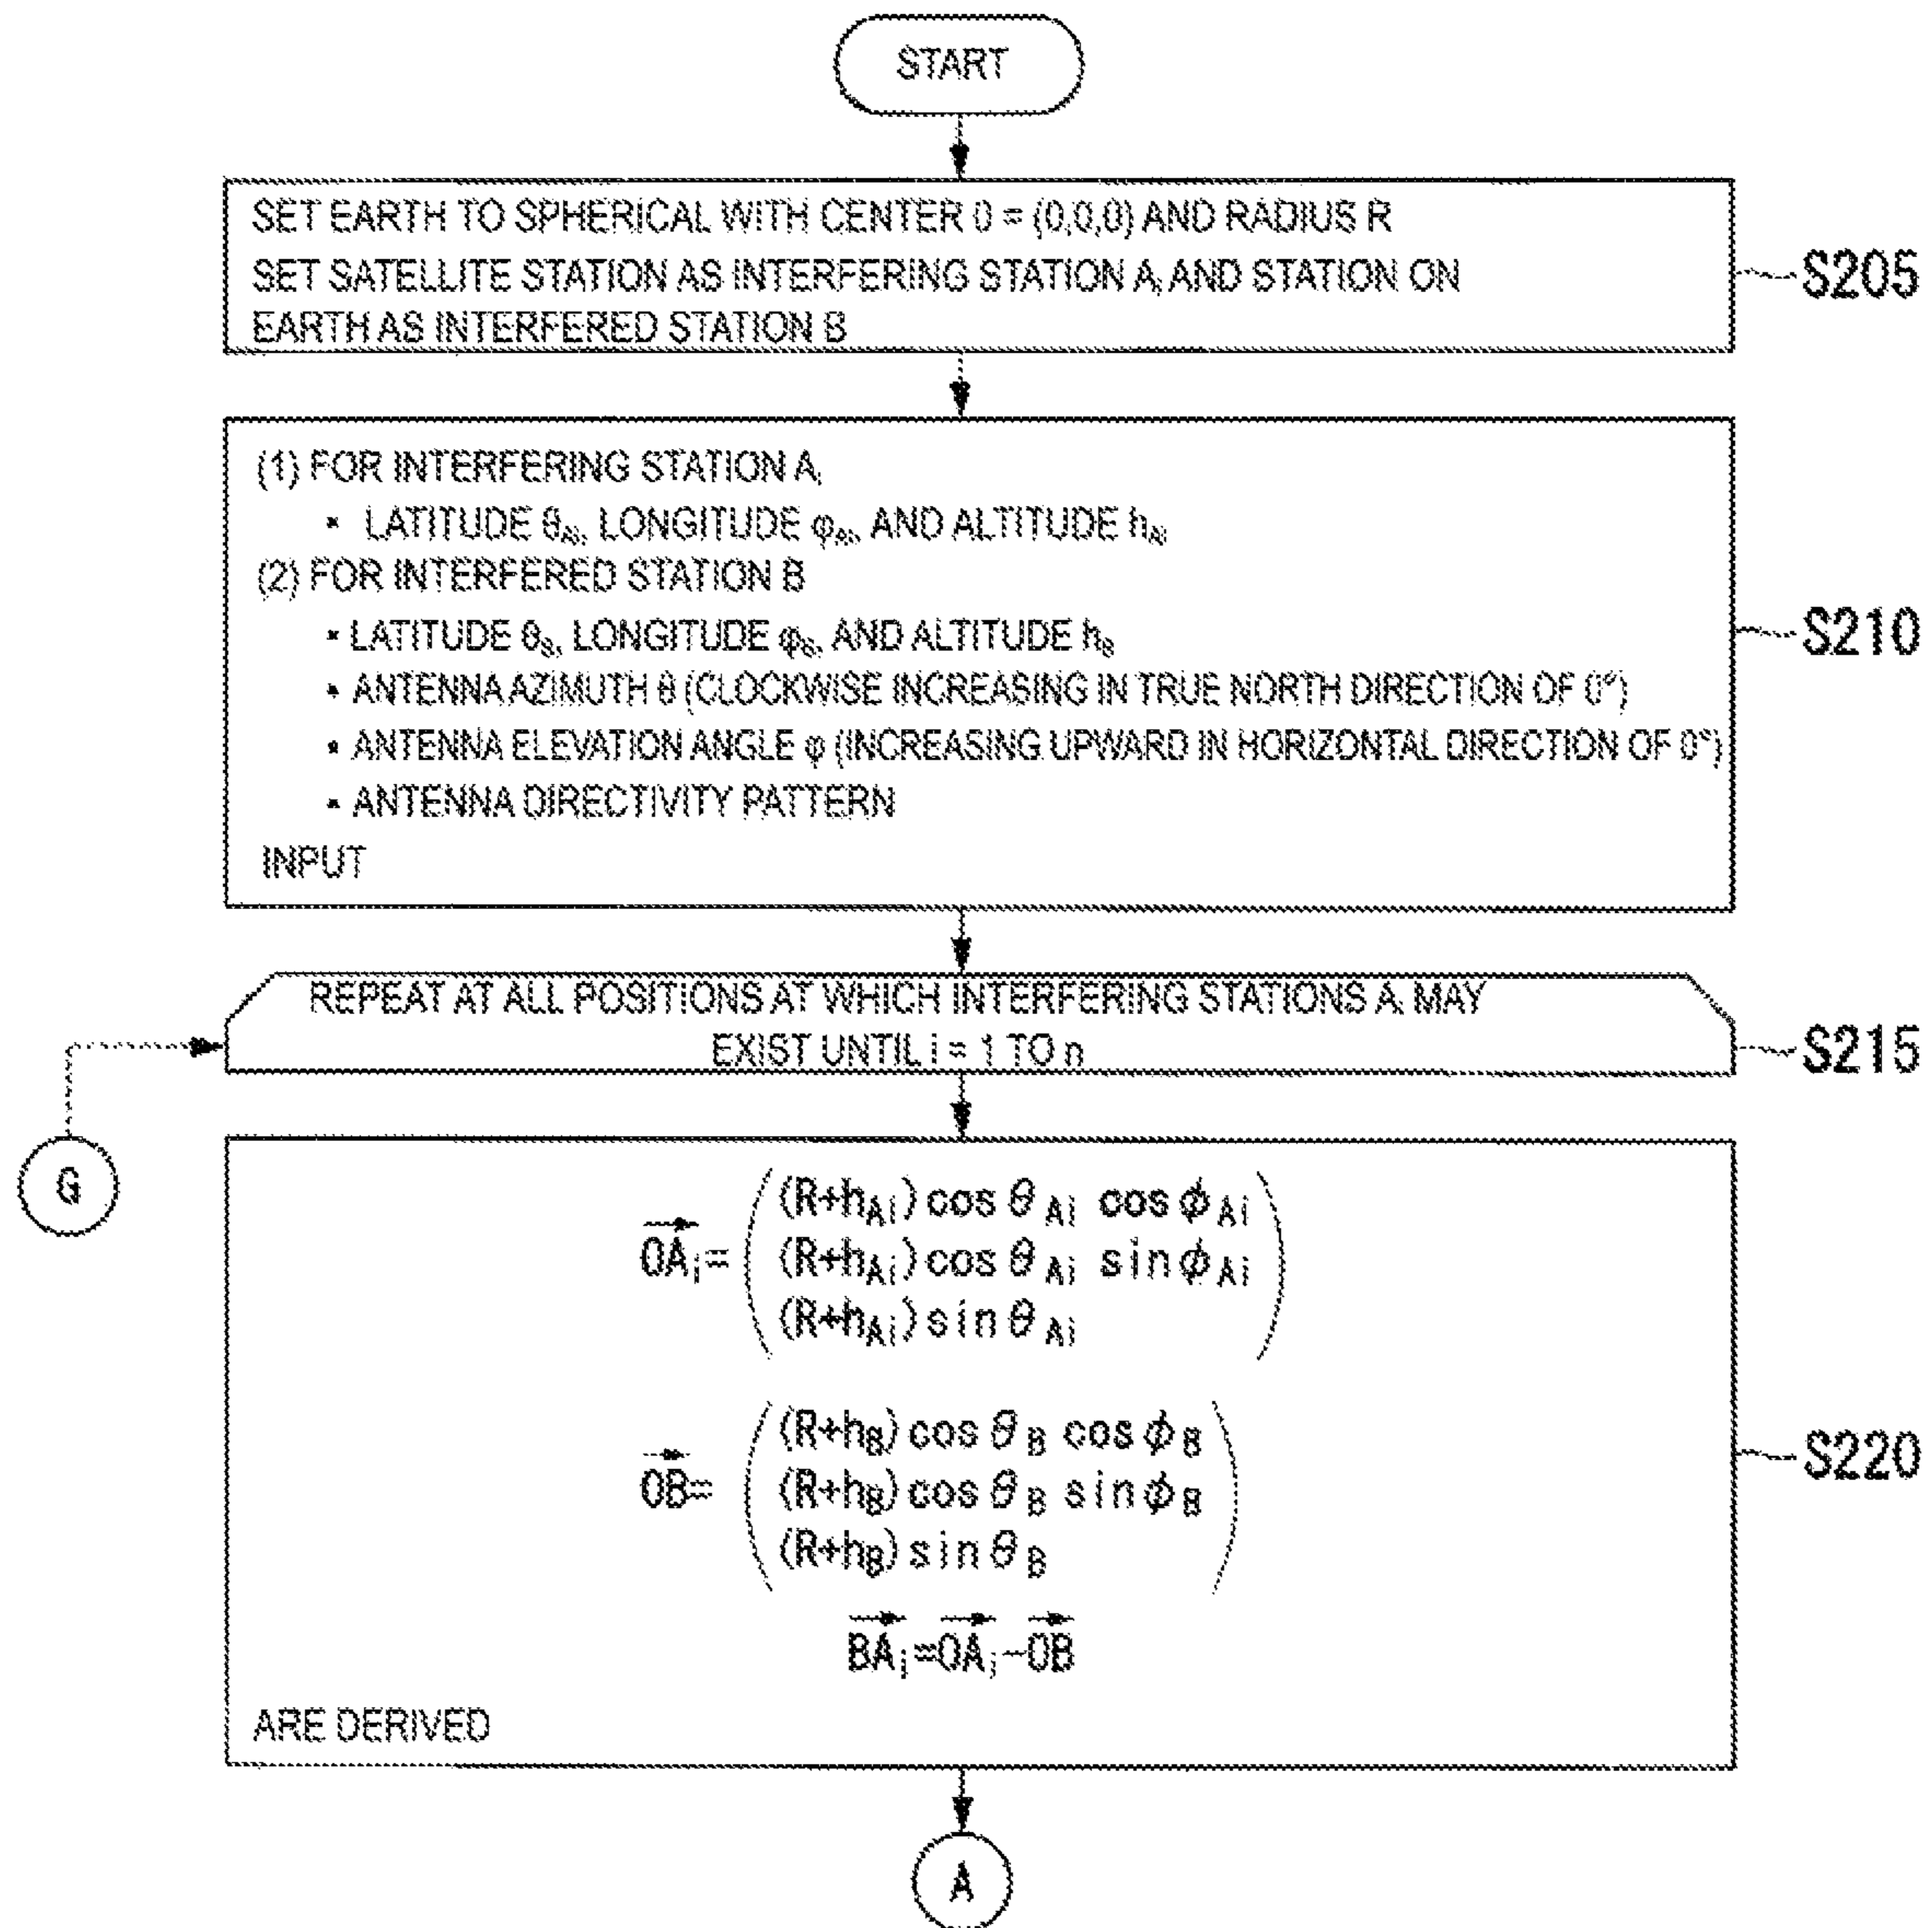 START
SET EARTH TO SPHERICAL WITH CENTER 0 = (0,0,0) AND RADIUS R
SET SATELLITE STATION AS INTERFERING STATION Ai AND STATION ON
EARTH AS INTERFERED STATION B
S205
(1) FOR INTERFERING STATION Ai
• LATITUDE θAi, LONGITUDE φAi, AND ALTITUDE hAi
(2) FOR INTERFERED STATION B
• LATITUDE θB, LONGITUDE φB, AND ALTITUDE hB
• ANTENNA AZIMUTH θ (CLOCKWISE INCREASING IN TRUE NORTH DIRECTION OF 0°)
• ANTENNA ELEVATION ANGLE φ (INCREASING UPWARD IN HORIZONTAL DIRECTION OF 0°)
• ANTENNA DIRECTIVITY PATTERN
INPUT
S210
REPEAT AT ALL POSITIONS AT WHICH INTERFERING STATIONS Ai MAY
EXIST UNTIL i = 1 TO n
S215
G
(R+hAi) cos θAi cos ϕAi
OAi= (R+hAi) cos θAi sin ϕAi
(R+hAi) sin θAi
(R+hB) cos θB cos ϕB
OB= (R+hB) cos θB sin ϕB
(R+hB) sin θB
BAi=OAi-OB
ARE DERIVED
S220
A